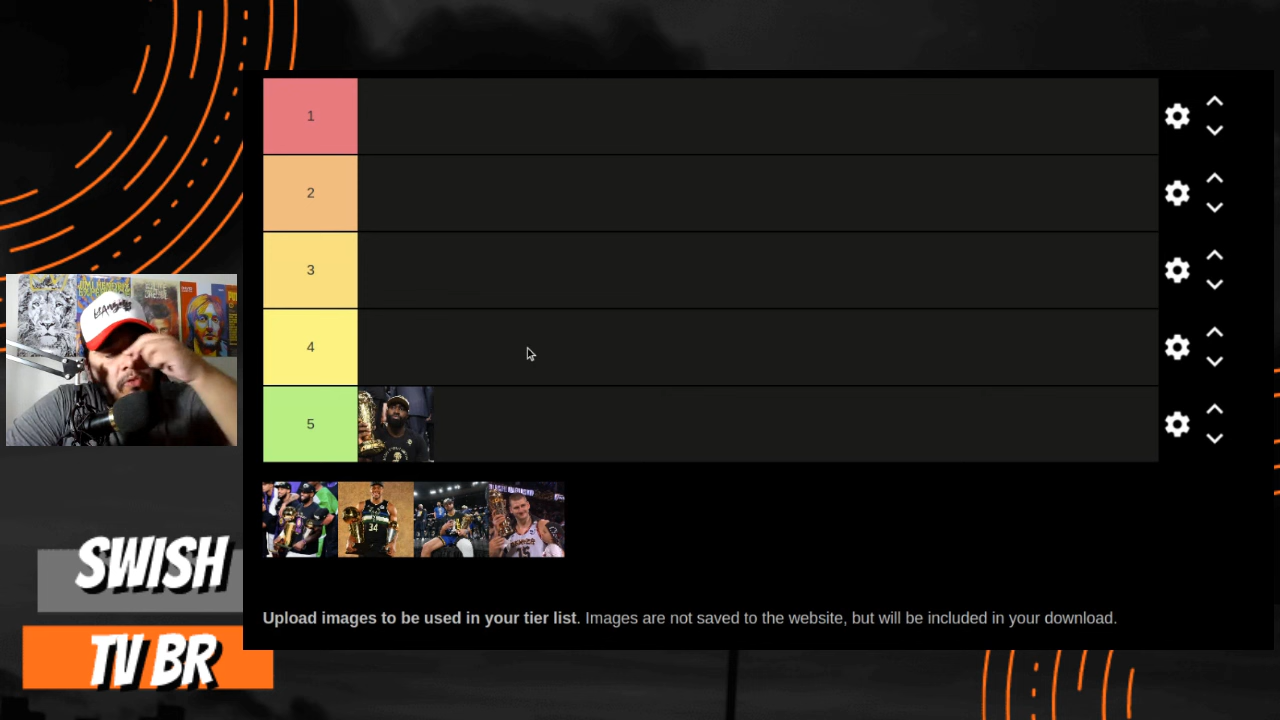 1
2
3
4
5
34
SWISH
TV BR
Upload images to be used in your tier list. Images are not saved to the website, but will be included in your download.